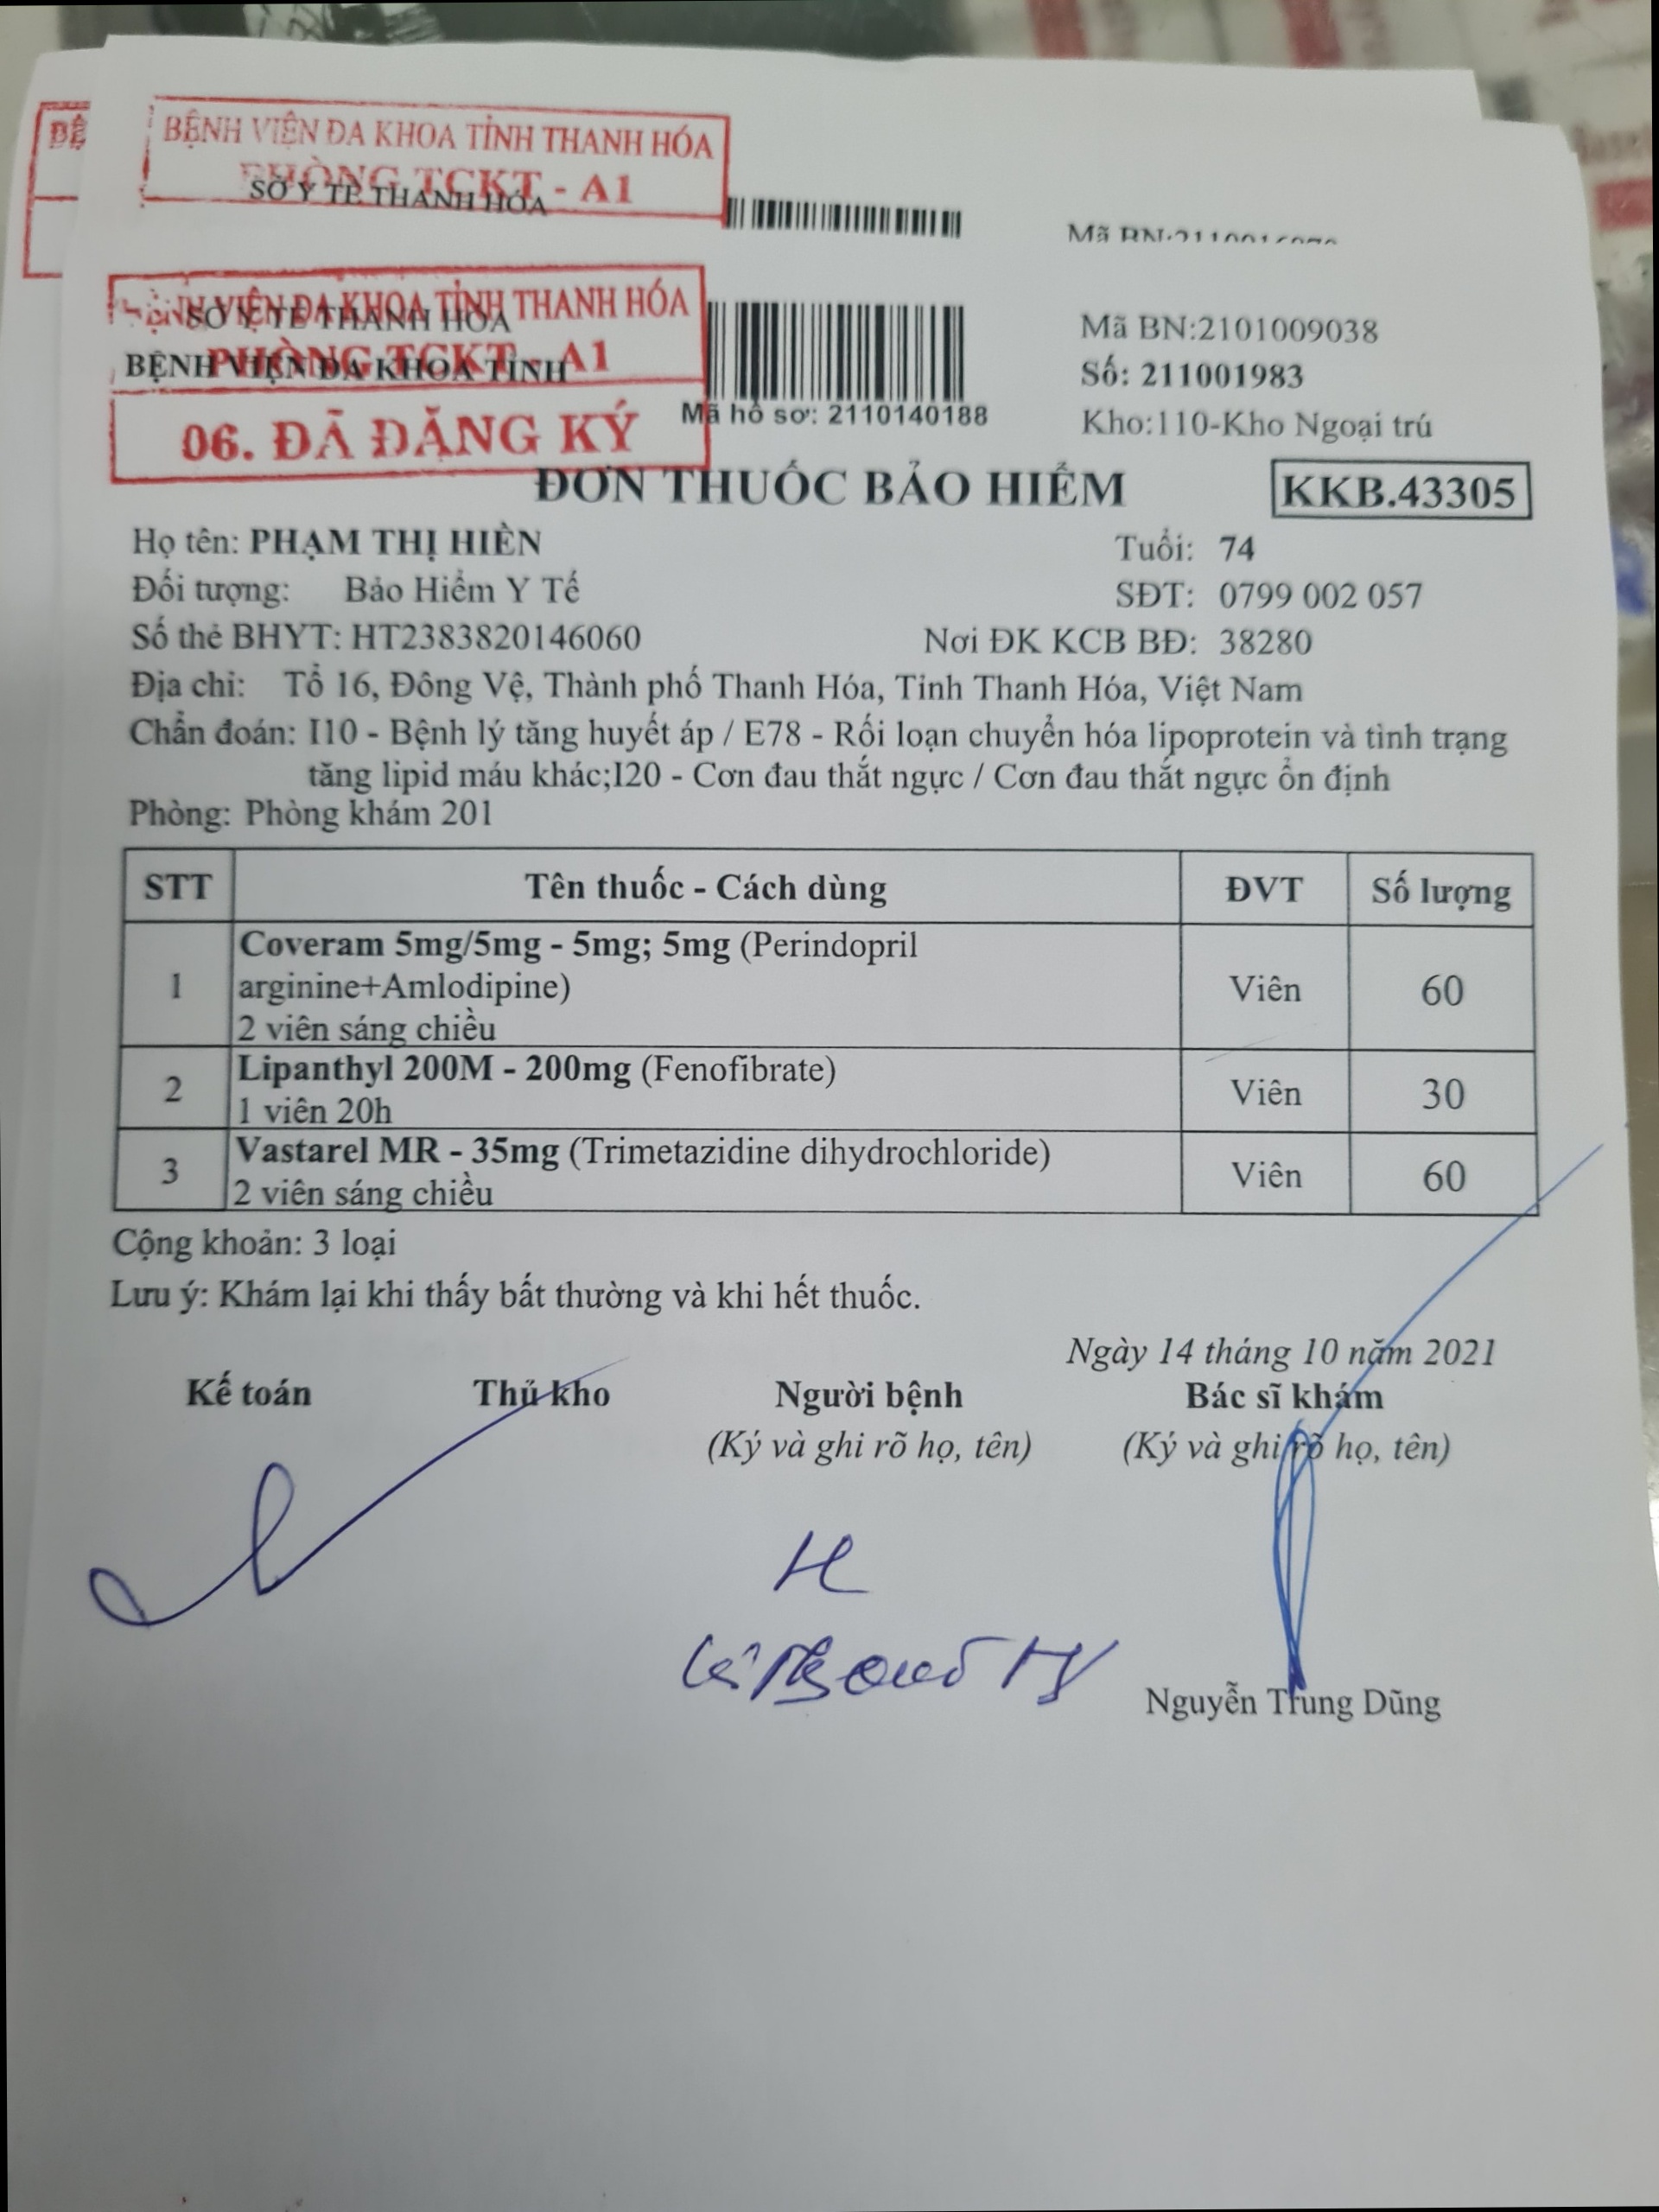 BỆNH VIỆN ĐA KHOA TỈNH THANH HÓA
PHÒNG TCKT - A1
SỞ Y TẾ THANH HÓA
BỆNH VIỆN ĐA KHOA TỈNH THANH HÓA
SỞ Y TẾ THANH HÓA
PHÒNG TCKT - A1
BỆNH VIỆN ĐA KHOA TỈNH
06. ĐÃ ĐĂNG KÝ
Mã hồ sơ: 2110140188
Mã BN:2101009038
Số: 211001983
Kho:110-Kho Ngoại trú
ĐƠN THUỐC BẢO HIỂM
KKB.43305
Họ tên: PHẠM THỊ HIỀN Tuổi: 74
Đối tượng: Bảo Hiểm Y Tế SĐT: 0799 002 057
Số thẻ BHYT: HT2383820146060 Nơi ĐK KCB BĐ: 38280
Địa chỉ: Tổ 16, Đông Vệ, Thành phố Thanh Hóa, Tỉnh Thanh Hóa, Việt Nam
Chẩn đoán: I10 - Bệnh lý tăng huyết áp / E78 - Rối loạn chuyển hóa lipoprotein và tình trạng
tăng lipid máu khác;I20 - Cơn đau thắt ngực / Cơn đau thắt ngực ổn định
Phòng: Phòng khám 201
STT Tên thuốc - Cách dùng ĐVT Số lượng
1 Coveram 5mg/5mg - 5mg; 5mg (Perindopril
arginine+Amlodipine) Viên 60
2 viên sáng chiều
2 Lipanthyl 200M - 200mg (Fenofibrate) Viên 30
1 viên 20h
3 Vastarel MR - 35mg (Trimetazidine dihydrochloride) Viên 60
2 viên sáng chiều
Cộng khoản: 3 loại
Lưu ý: Khám lại khi thấy bất thường và khi hết thuốc.
Ngày 14 tháng 10 năm 2021
Kế toán Thủ kho Người bệnh Bác sĩ khám
(Ký và ghi rõ họ, tên) (Ký và ghi rõ họ, tên)
Nguyễn Trung Dũng